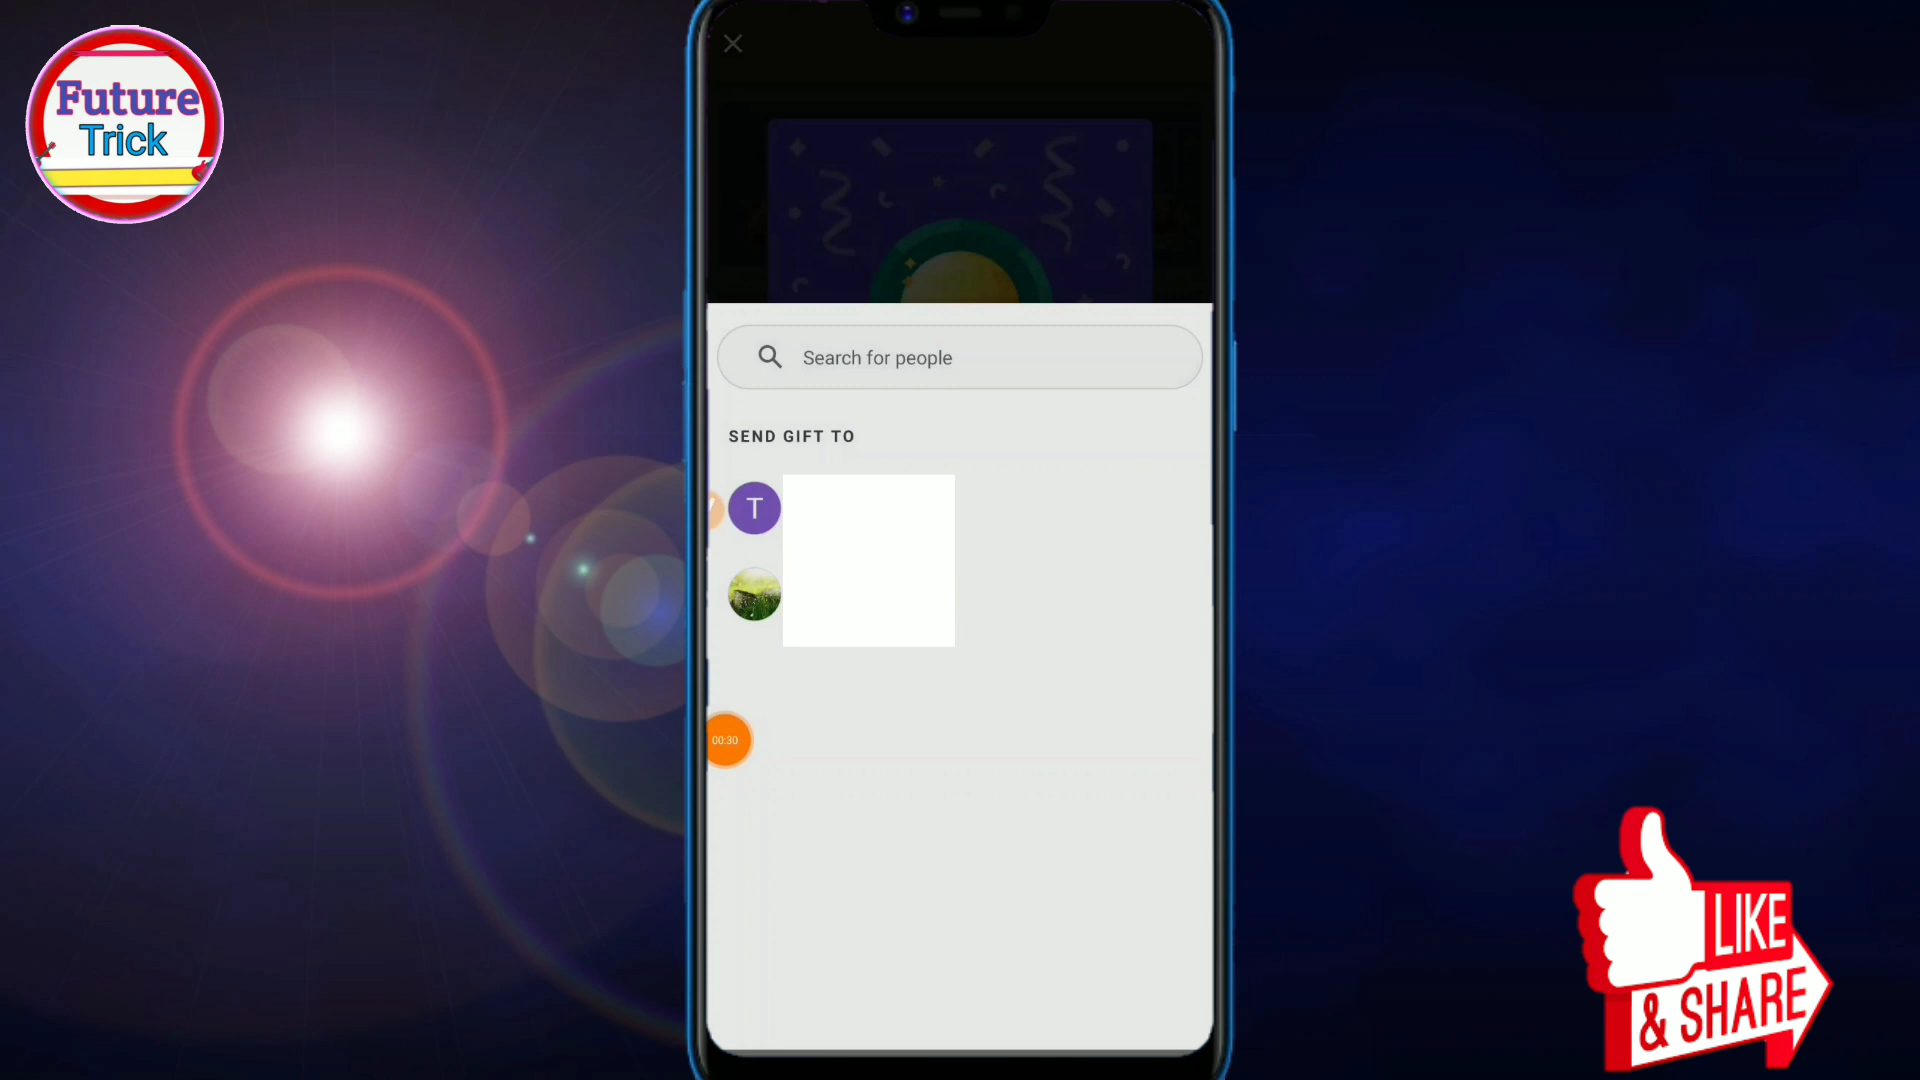 Future
Trick
Search for people
SEND GIFT TO
T
00:30
LIKE
& SHARE